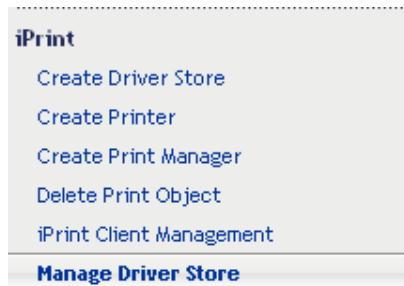 iPrint
Create Driver Store
Create Printer
Create Print Manager
Delete Print Object
iPrint Client Management
Manage Driver Store